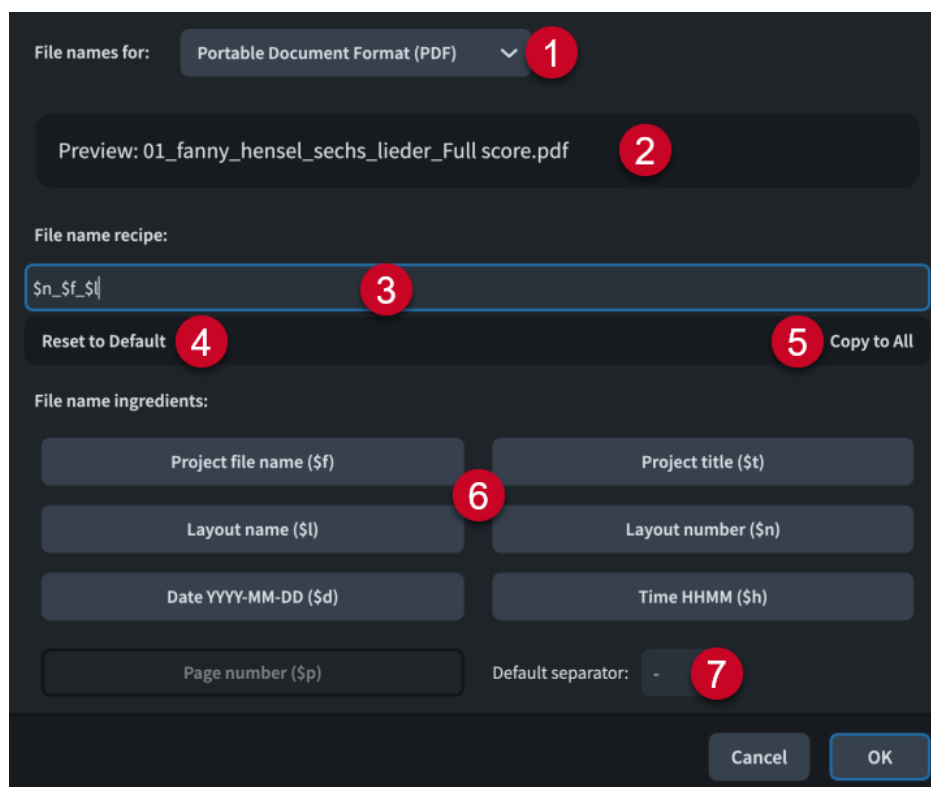 File names for: Portable Document Format (PDF) 1
Preview: 01_fanny_hensel_sechs_lieder_Full score.pdf 2
File name recipe:
$n_$f_$l 3
Reset to Default 4 5 Copy to All
File name ingredients:
Project file name ($f) Project title ($t)
6
Layout name ($l) Layout number ($n)
Date YYYY-MM-DD ($d) Time HHMM ($h)
Page number ($p) Default separator: - 7
Cancel OK